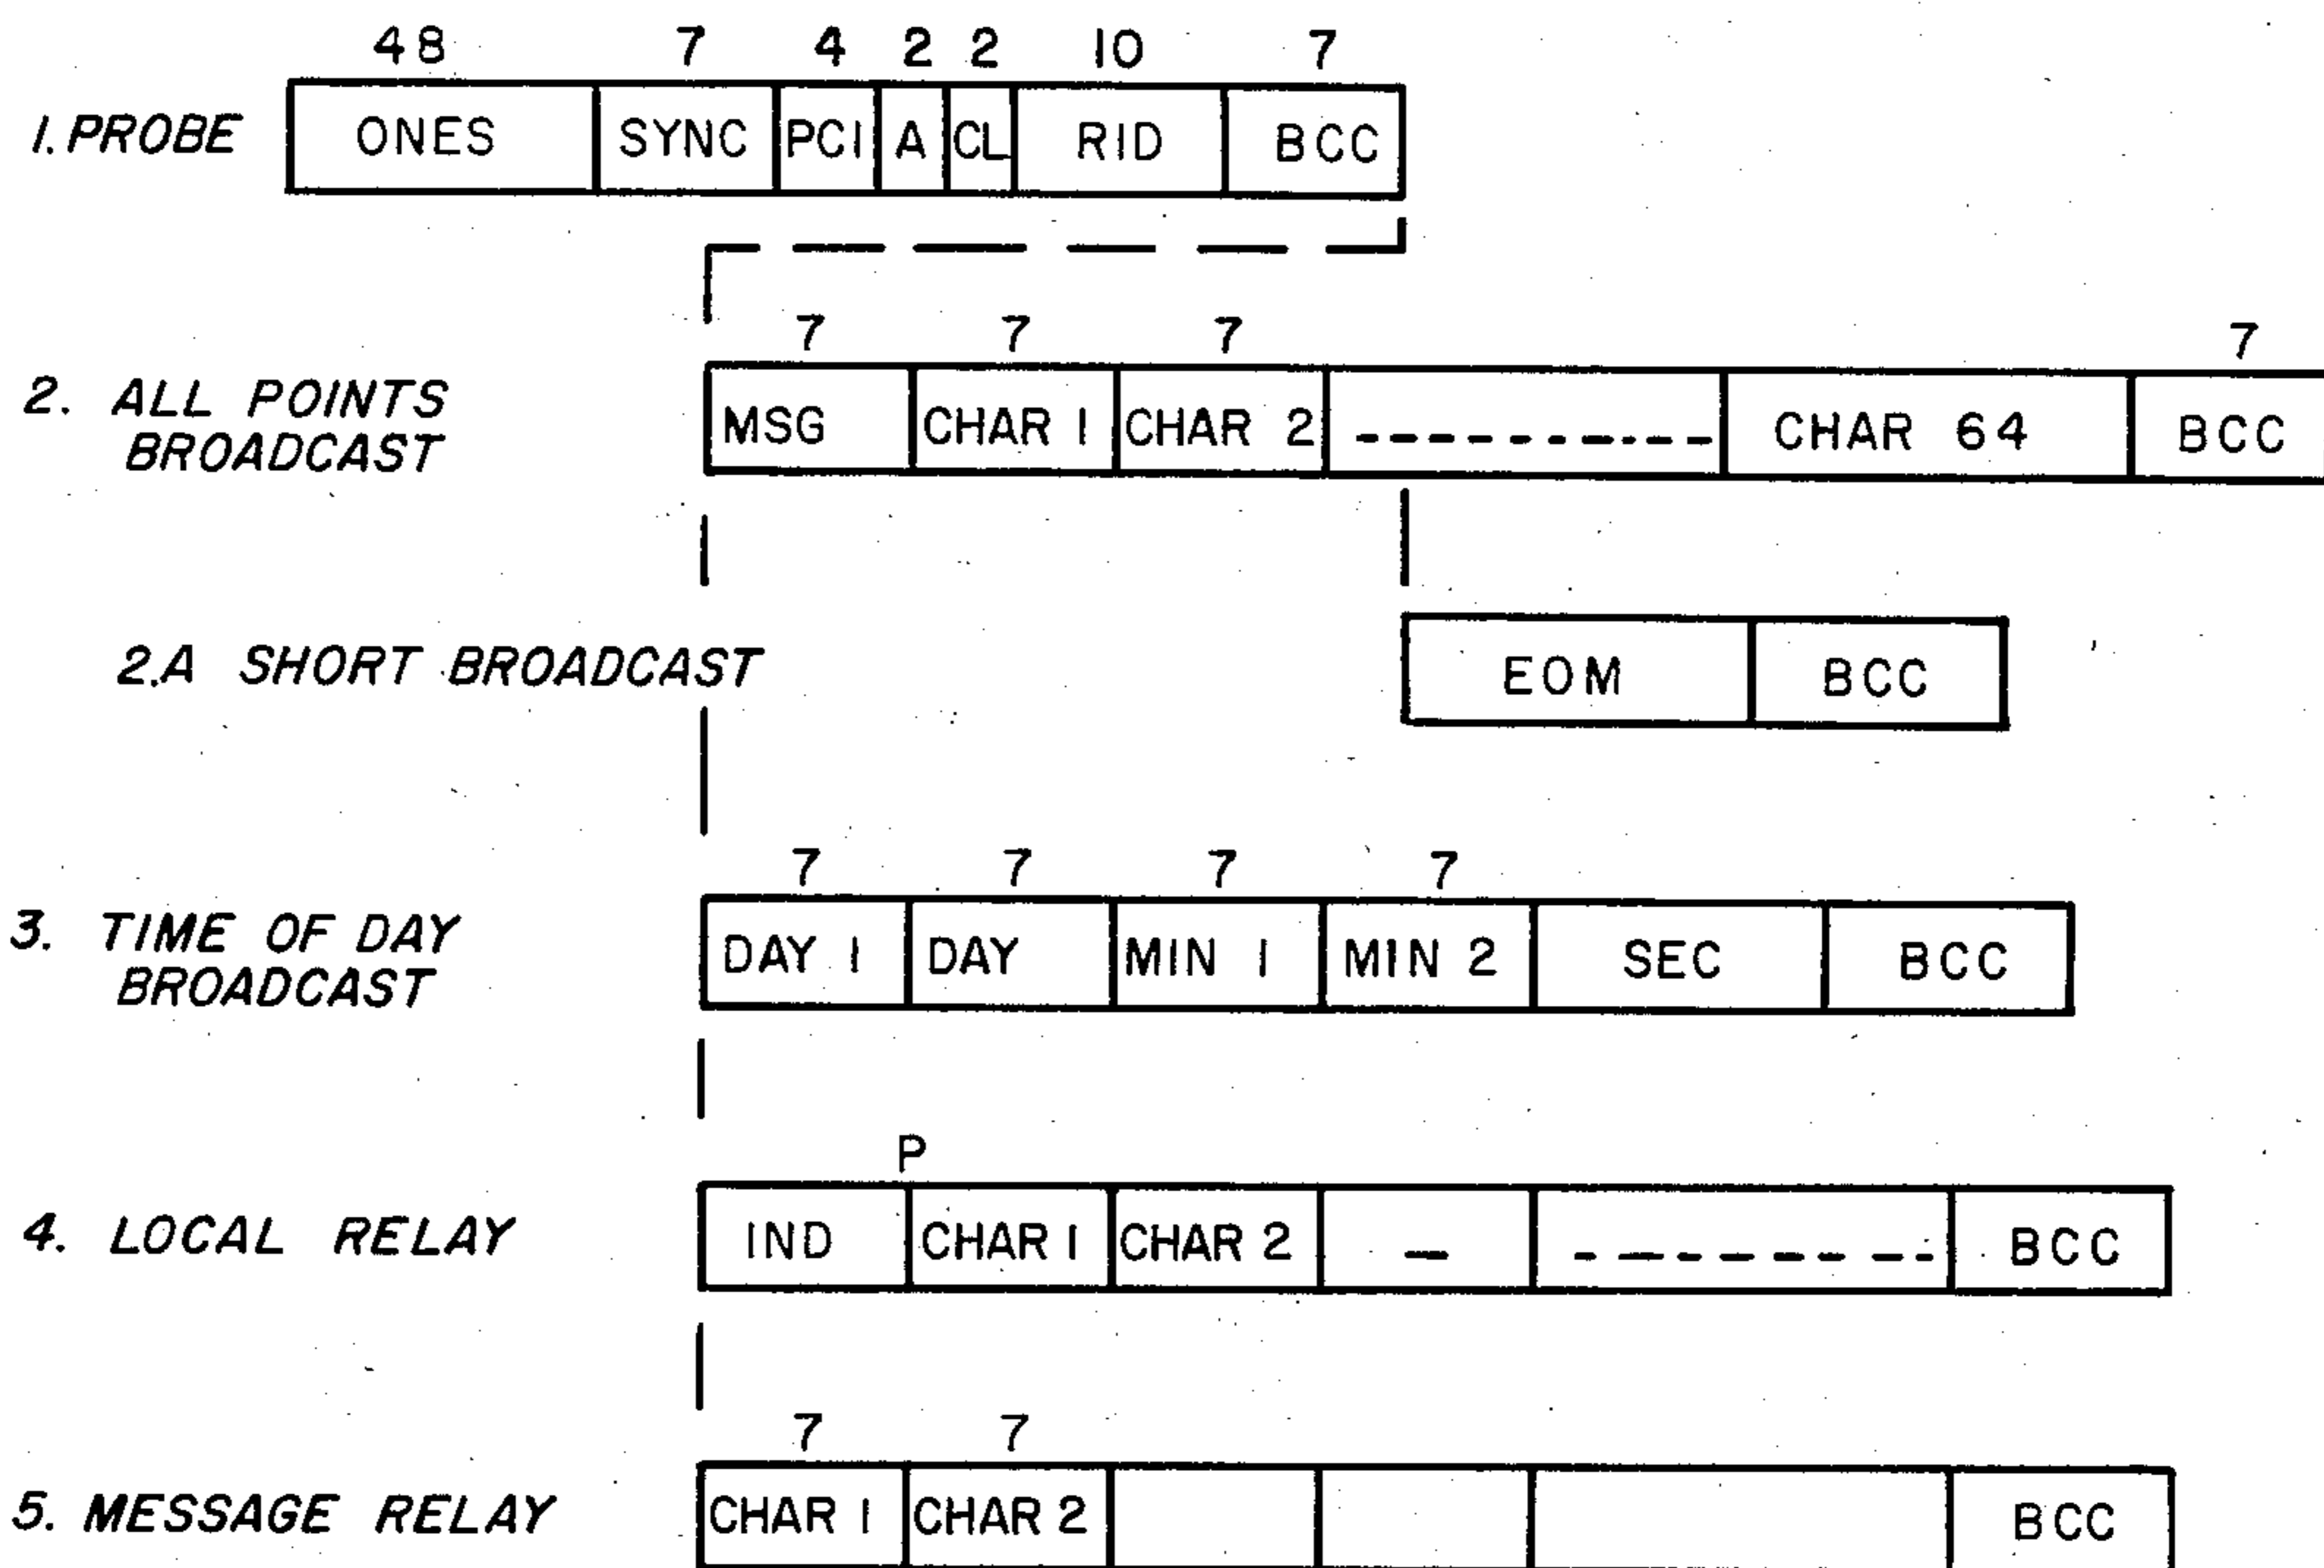 48 7 4 2 2 10 7
1. PROBE ONES SYNC PCI A CL RID BCC
7 7 7 7
2. ALL POINTS
BROADCAST
MSG CHAR 1 CHAR 2 ---------- CHAR 64 BCC
2.A SHORT BROADCAST EOM BCC
7 7 7 7
3. TIME OF DAY
BROADCAST
DAY 1 DAY MIN 1 MIN 2 SEC BCC
P
4. LOCAL RELAY IND CHAR 1 CHAR 2 - -------- BCC
7 7
5. MESSAGE RELAY CHAR 1 CHAR 2 BCC